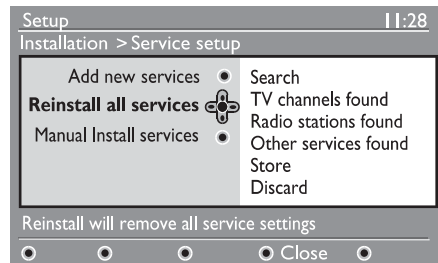 Setup 11:28
Installation > Service setup
Add new services
Reinstall all services
Manual Install services
Search
TV channels found
Radio stations found
Other services found
Store
Discard
Reinstall will remove all service settings
Close